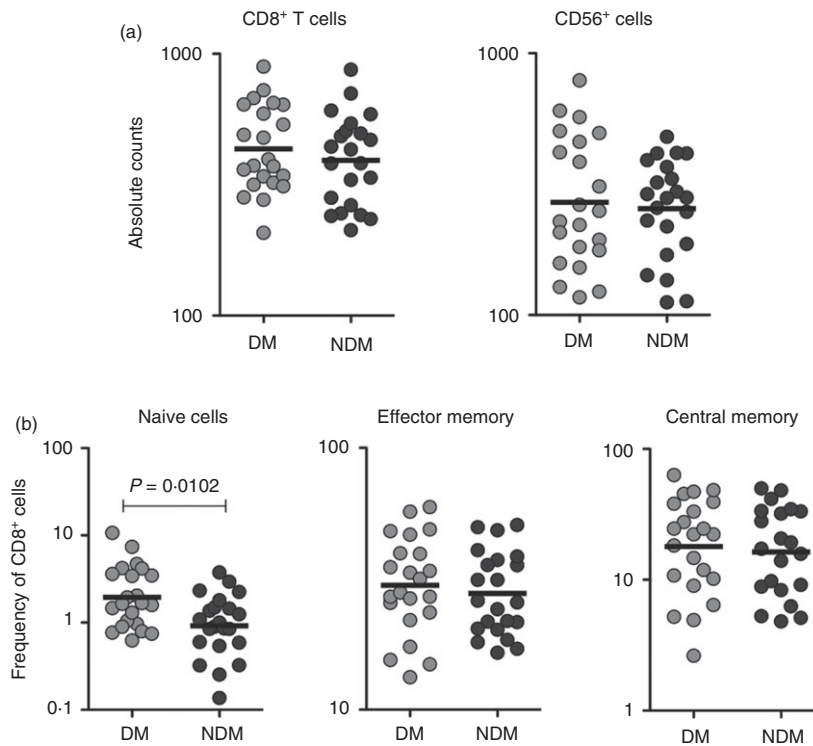 (a)
CD8⁺ T cells
CD56⁺ cells
Absolute counts
1000
100
DM
NDM
1000
100
DM
NDM
(b)
Naive cells
Effector memory
Central memory
Frequency of CD8⁺ cells
100
10
1
0·1
P = 0·0102
DM
NDM
100
10
DM
NDM
100
10
1
DM
NDM